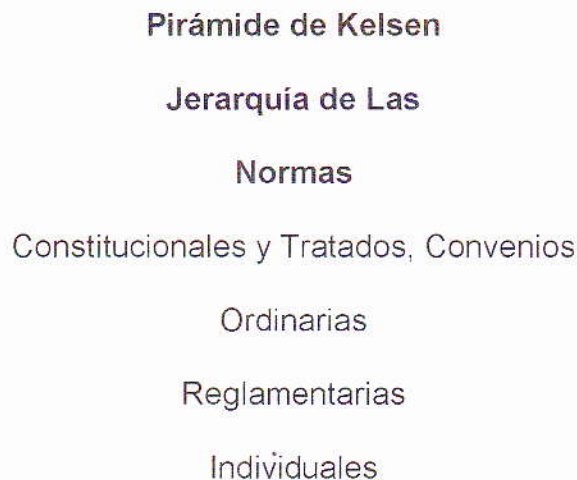 Pirámide de Kelsen
Jerarquía de Las
Normas
Constitucionales y Tratados, Convenios
Ordinarias
Reglamentarias
Individuales